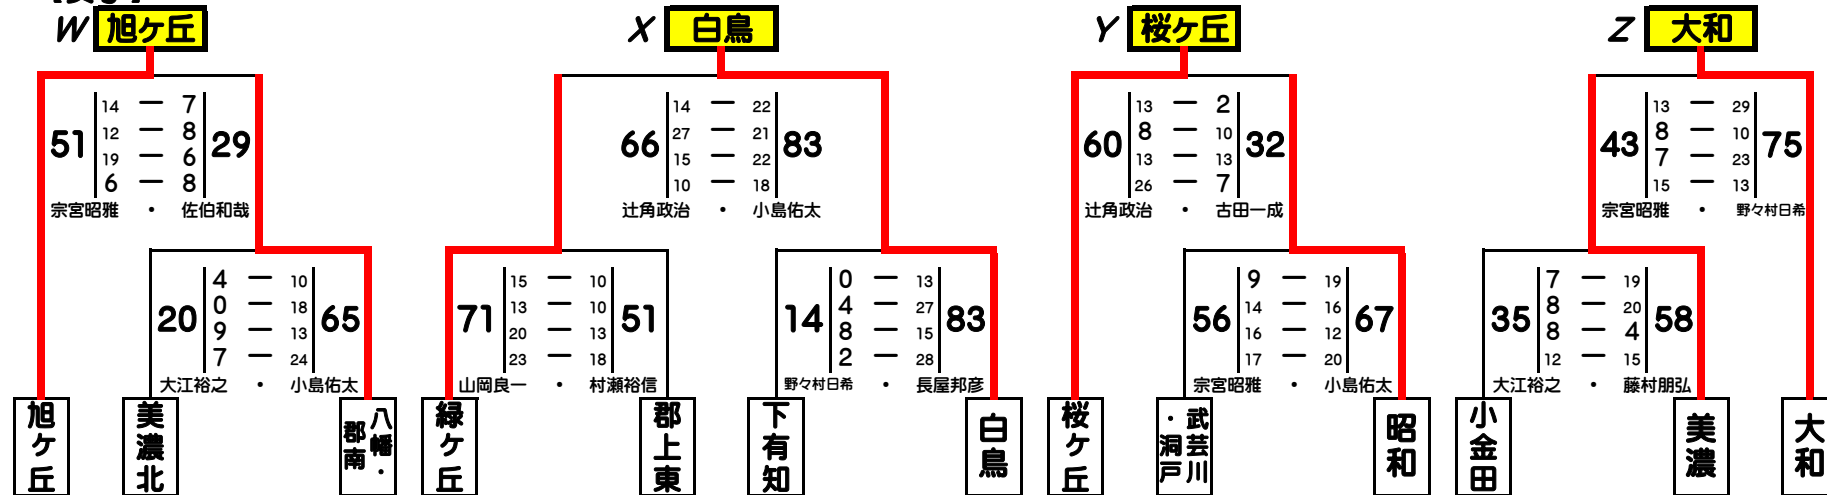 W 旭ヶ丘
51 29
14 － 7
12 － 8
19 － 6
6 － 8
宗宮昭雅 ・ 佐伯和哉
20 65
4 － 10
0 － 18
9 － 13
7 － 24
大江裕之 ・ 小島佑太
旭ヶ丘
美濃北
八幡・
郡南
X 白鳥
66 83
14 － 22
27 － 21
15 － 22
10 － 18
辻角政治 ・ 小島佑太
71 51
15 － 10
13 － 10
20 － 13
23 － 18
山岡良一 ・ 村瀬裕信
14 83
0 － 13
4 － 27
8 － 15
2 － 28
野々村日希 ・ 長屋邦彦
緑ヶ丘
郡上東
下有知
白鳥
Y 桜ヶ丘
60 32
13 － 2
8 － 10
13 － 13
26 － 7
辻角政治 ・ 古田一成
56 67
9 － 19
14 － 16
16 － 12
17 － 20
宗宮昭雅 ・ 小島佑太
桜ヶ丘
武芸川
・洞戸
昭和
Z 大和
43 75
13 － 29
8 － 10
7 － 23
15 － 13
宗宮昭雅 ・ 野々村日希
35 58
7 － 19
8 － 20
8 － 4
12 － 15
大江裕之 ・ 藤村朋弘
小金田
美濃
大和